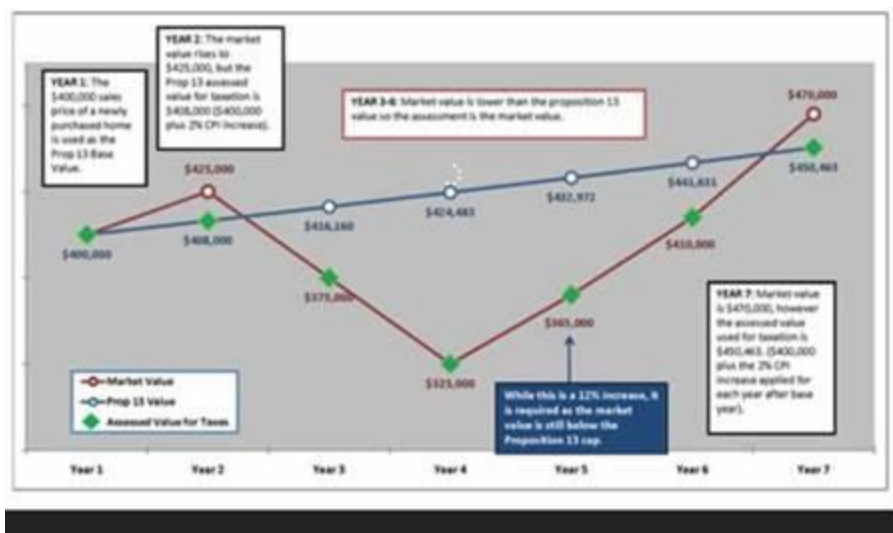 YEAR 1: The
$400,000 sales
price of a newly
purchased home
is used as the
Prop 13 Base
Value.
YEAR 2: The market
value rises to
$425,000, but the
Prop 13 assessed
value for taxation is
$408,000 ($400,000
plus 2% CPI increase).
YEAR 3-6: Market value is lower than the proposition 13
value so the assessment is the market value.
$470,000
$425,000
$450,463
$441,631
$432,972
$424,483
$416,160
$408,000
$400,000
$375,000
$410,000
$365,000
$325,000
YEAR 7: Market value
is $470,000, however
the assessed value
used for taxation is
$450,463. ($400,000
plus the 2% CPI
increase applied for
each year after base
year).
Market Value
Prop 13 Value
Assessed Value for Taxes
While this is a 12% increase, it
is required as the market
value is still below the
Proposition 13 cap.
Year 1 Year 2 Year 3 Year 4 Year 5 Year 6 Year 7